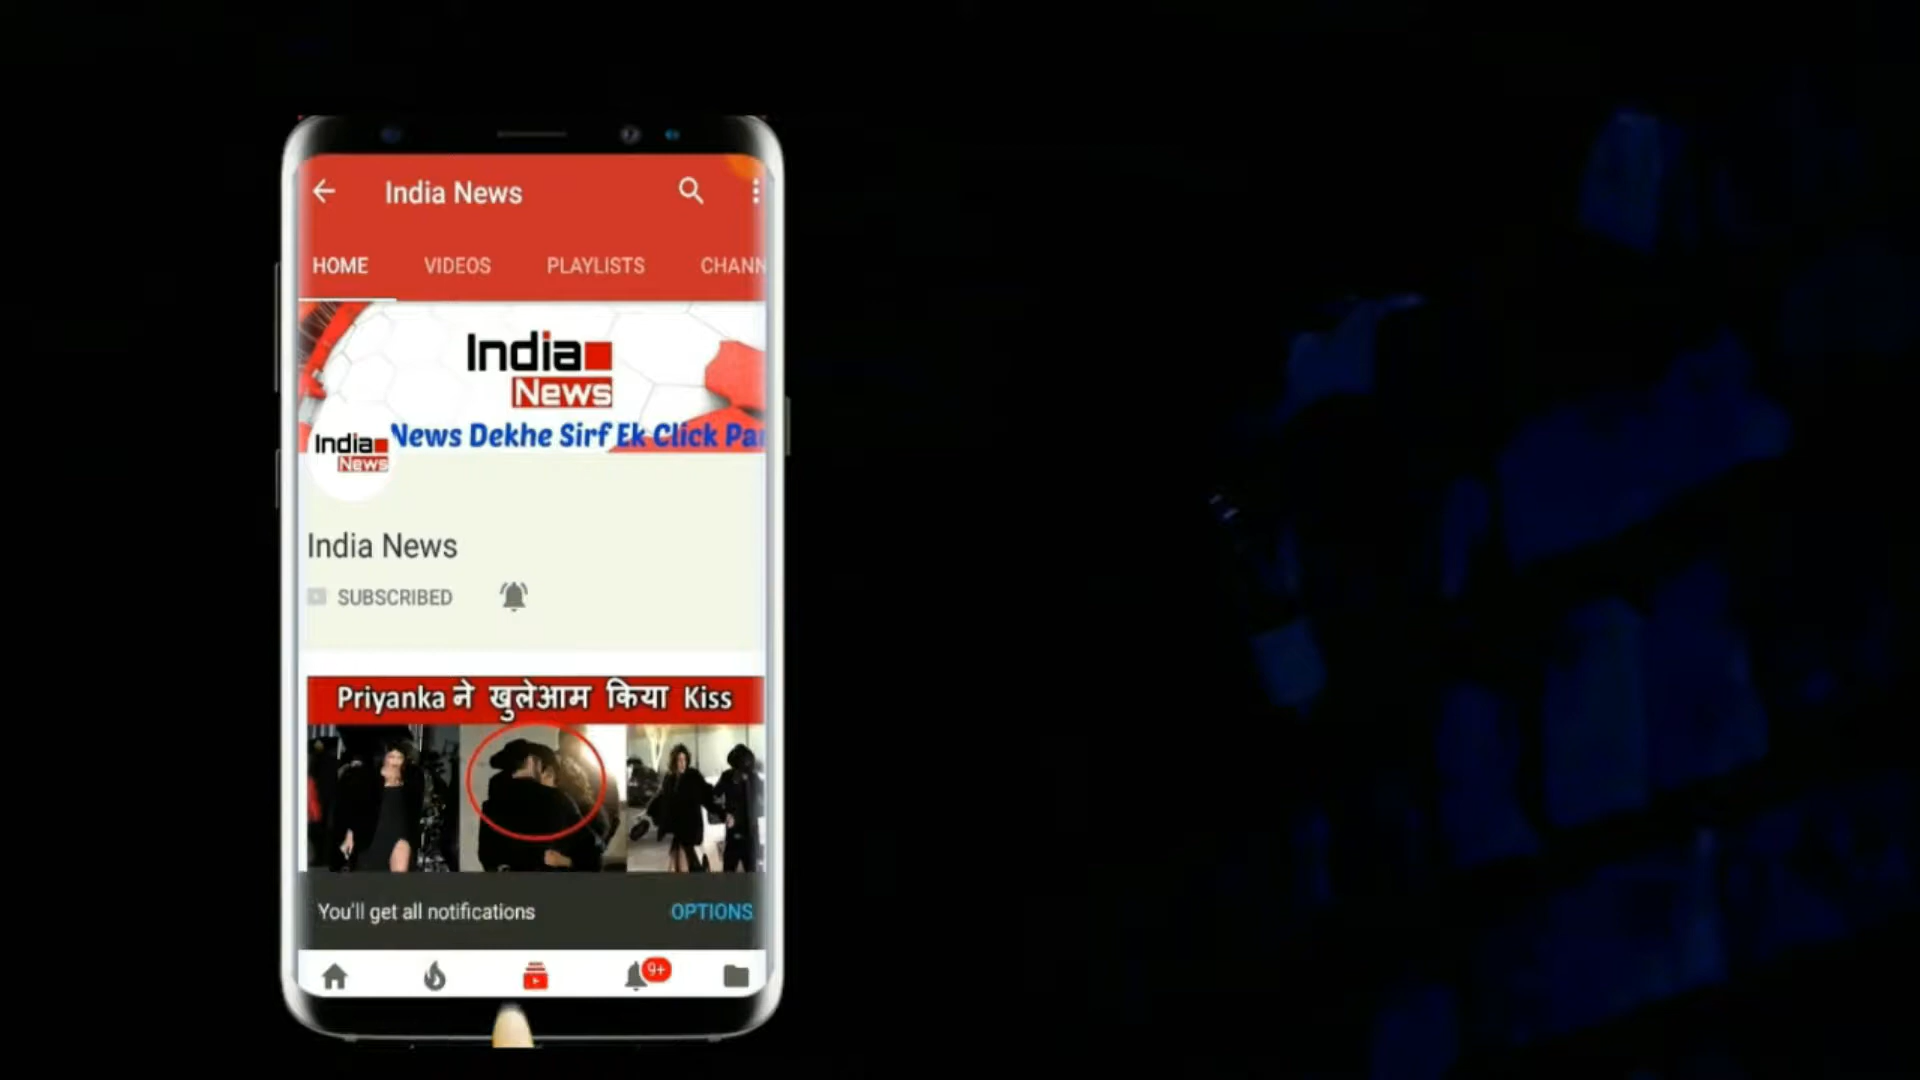 India News
HOME VIDEOS PLAYLISTS CHANN
India
News
News Dekhe Sirf Ek Click Par
India
News
India News
SUBSCRIBED
Priyanka ने खुलेआम किया Kiss
You'll get all notifications OPTIONS
9+